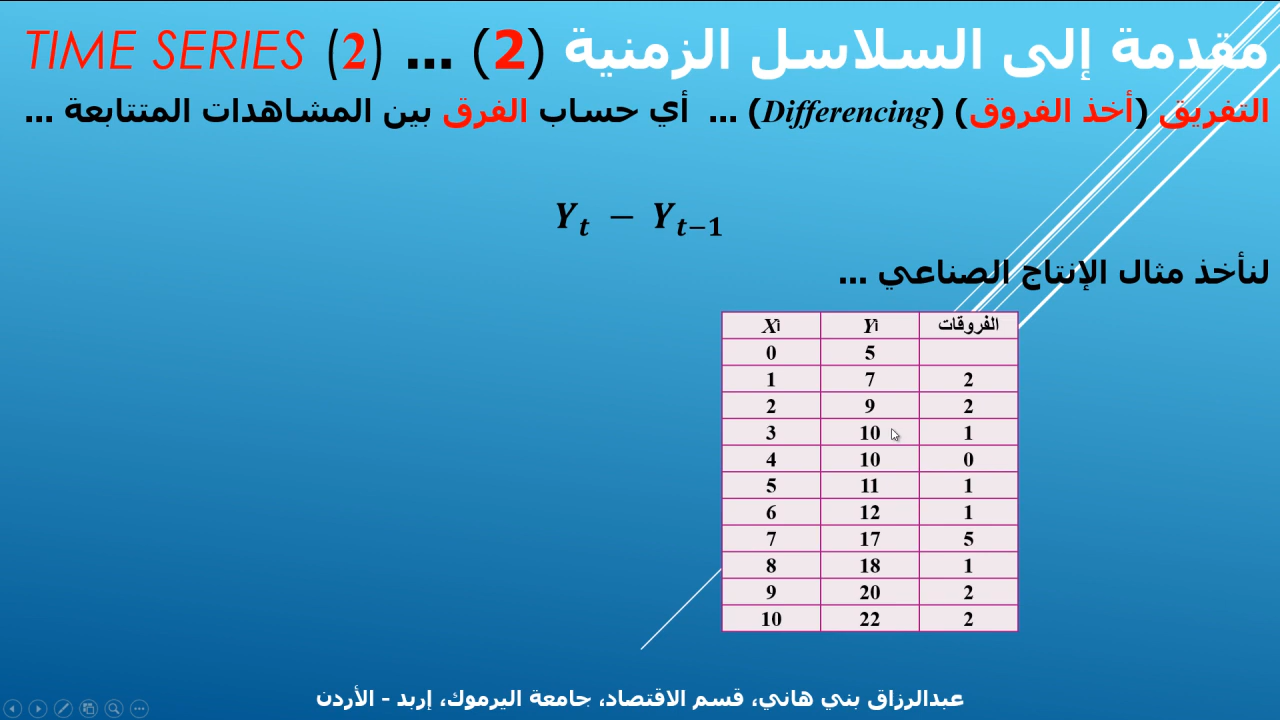 مقدمة إلى السلاسل الزمنية (2) ... TIME SERIES (2)
التفريق (أخذ الفروق) (Differencing) ... أي حساب الفرق بين المشاهدات المتتابعة ...
Yt − Yt−1
لنأخذ مثال الإنتاج الصناعي ...
Xi Yi الفروقات
0 5
1 7 2
2 9 2
3 10 1
4 10 0
5 11 1
6 12 1
7 17 5
8 18 1
9 20 2
10 22 2
عبدالرزاق بني هاني، قسم الاقتصاد، جامعة اليرموك، إربد - الأردن